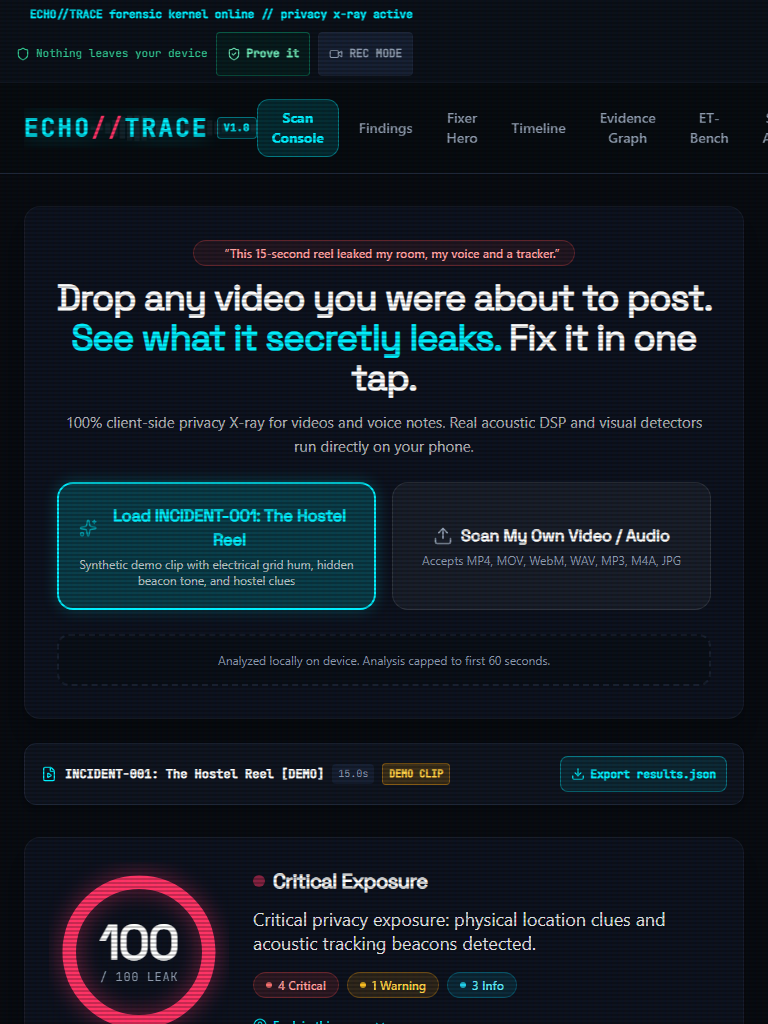 ECHO//TRACE forensic kernel online // privacy x-ray active
Nothing leaves your device
Prove it
REC MODE
ECHO//TRACE
V1.0
Scan
Console
Findings
Fixer
Hero
Timeline
Evidence
Graph
ET-
Bench
“This 15-second reel leaked my room, my voice and a tracker.”
Drop any video you were about to post.
See what it secretly leaks. Fix it in one
tap.
100% client-side privacy X-ray for videos and voice notes. Real acoustic DSP and visual detectors
run directly on your phone.
Load INCIDENT-001: The Hostel
Reel
Synthetic demo clip with electrical grid hum, hidden
beacon tone, and hostel clues
Scan My Own Video / Audio
Accepts MP4, MOV, WebM, WAV, MP3, M4A, JPG
Analyzed locally on device. Analysis capped to first 60 seconds.
INCIDENT-001: The Hostel Reel [DEMO]
15.0s
DEMO CLIP
Export results.json
100
/ 100 LEAK
Critical Exposure
Critical privacy exposure: physical location clues and
acoustic tracking beacons detected.
4 Critical
1 Warning
3 Info